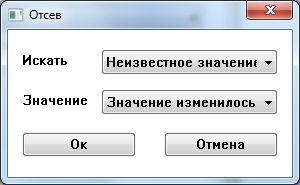 Отсев
Искать Неизвестное значение
Значение Значение изменилось
Ок Отмена